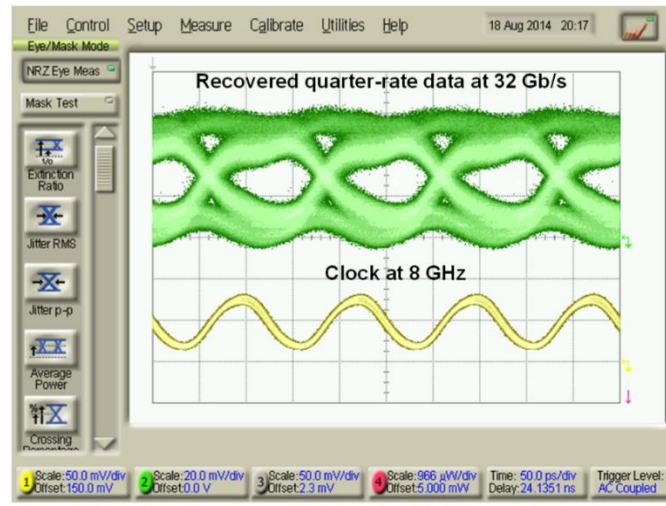 File Control Setup Measure Calibrate Utilities Help 18 Aug 2014 20:17
Eye/Mask Mode
NRZ Eye Meas
Mask Test
Recovered quarter-rate data at 32 Gb/s
Extinction
Ratio
Jitter RMS
Clock at 8 GHz
Jitter p-p
Average
Power
Crossing
1 Scale:50.0 mV/div
Offset:150.0 mV
2 Scale:20.0 mV/div
Offset:0.0 V
3 Scale:50.0 mV/div
Offset:2.3 mV
4 Scale:966 µW/div
Offset:5.000 mW
Time: 50.0 ps/div
Delay:24.1351 ns
Trigger Level:
AC Coupled